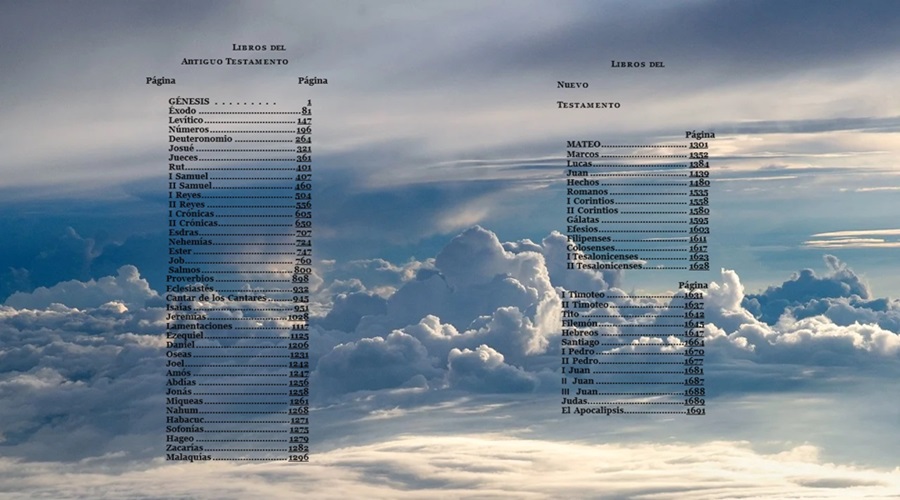 LIBROS DEL
ANTIGUO TESTAMENTO
Página Página
GÉNESIS . . . . . . . . . 1
Éxodo 81
Levítico 147
Números 196
Deuteronomio 264
Josué 321
Jueces 361
Rut 401
I Samuel 407
II Samuel 460
I Reyes 504
II Reyes 556
I Crónicas 605
II Crónicas 650
Esdras 707
Nehemías 724
Ester 747
Job 760
Salmos 800
Proverbios 898
Eclesiastés 932
Cantar de los Cantares 943
Isaías 951
Jeremías 1028
Lamentaciones 1117
Ezequiel 1125
Daniel 1206
Oseas 1231
Joel 1242
Amós 1247
Abdías 1256
Jonás 1258
Miqueas 1261
Nahum 1268
Habacuc 1271
Sofonías 1275
Hageo 1279
Zacarías 1282
Malaquías 1296
LIBROS DEL
NUEVO
TESTAMENTO
Página
MATEO 1301
Marcos 1352
Lucas 1384
Juan 1439
Hechos 1480
Romanos 1535
I Corintios 1558
II Corintios 1580
Gálatas 1595
Efesios 1603
Filipenses 1611
Colosenses 1617
I Tesalonicenses 1623
II Tesalonicenses 1628
Página
I Timoteo 1631
II Timoteo 1637
Tito 1642
Filemón 1645
Hebreos 1647
Santiago 1664
I Pedro 1670
II Pedro 1677
I Juan 1681
II Juan 1687
III Juan 1688
Judas 1689
El Apocalipsis 1691